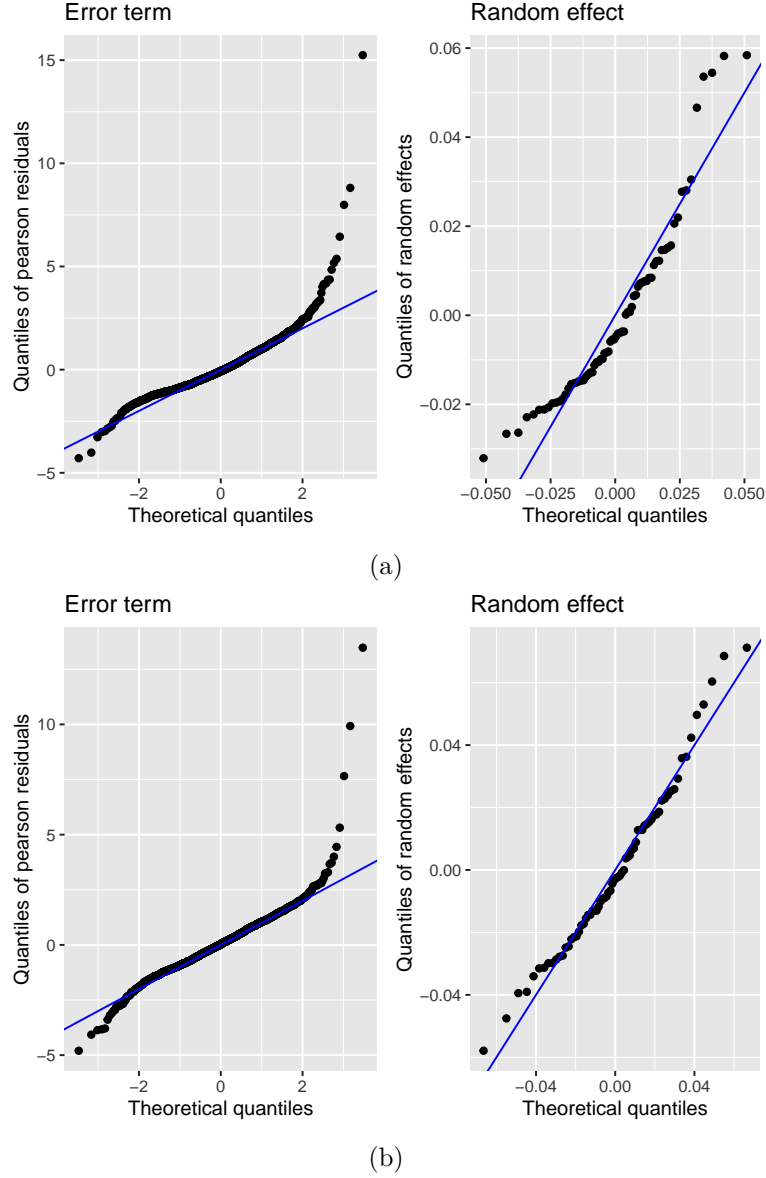 Error term
Random effect
Quantiles of pearson residuals
15
10
5
0
−5
−2
0
2
Theoretical quantiles
Quantiles of random effects
0.06
0.04
0.02
0.00
−0.02
−0.050
−0.025
0.000
0.025
0.050
Theoretical quantiles
(a)
Error term
Random effect
Quantiles of pearson residuals
10
5
0
−5
−2
0
2
Theoretical quantiles
Quantiles of random effects
0.04
0.00
−0.04
−0.04
0.00
0.04
Theoretical quantiles
(b)